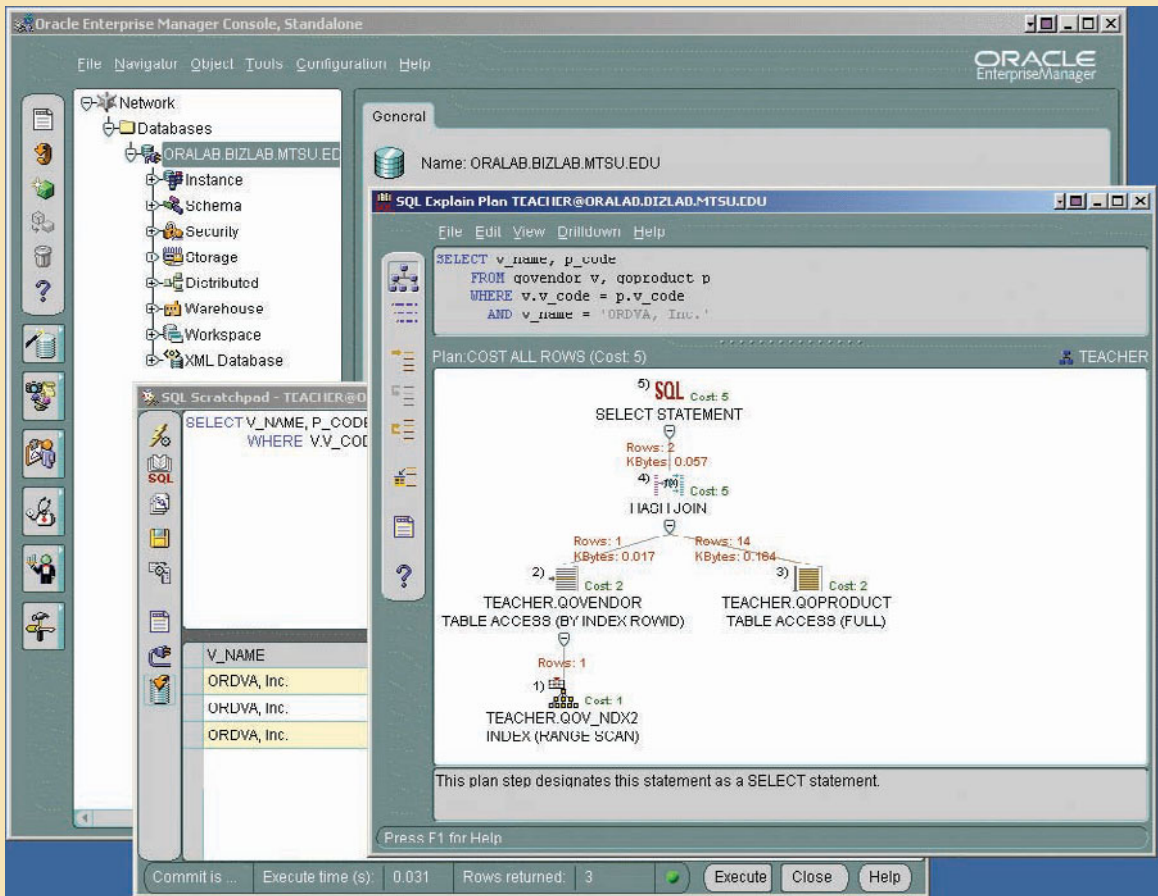 Oracle Enterprise Manager Console, Standalone
File Navigator Object Tools Configuration Help
ORACLE
EnterpriseManager
Network
Databases
ORALAB.BIZLAB.MTSU.ED
Instance
Schema
Security
Storage
Distributed
Warehouse
Workspace
XML Database
General
Name: ORALAB.BIZLAB.MTSU.EDU
SQL Scratchpad - TEACHER@O
SQL
SELECT V_NAME, P_CODE
WHERE V.V_COD
V_NAME
ORDVA, Inc.
ORDVA, Inc.
ORDVA, Inc.
Commit is ... Execute time (s): 0.031 Rows returned: 3 Execute Close Help
SQL Explain Plan TEACHER@ORALAB.BIZLAB.MTSU.EDU
File Edit View Drilldown Help
SELECT v_name, p_code
FROM qovendor v, qoproduct p
WHERE v.v_code = p.v_code
AND v_name = 'ORDVA, Inc.'
Plan:COST ALL ROWS (Cost: 5)
TEACHER
5) SQL Cost: 5
SELECT STATEMENT
Rows: 2
KBytes: 0.057
4) f(x) Cost: 5
HASH JOIN
Rows: 1 Rows: 14
KBytes: 0.017 KBytes: 0.164
2) Cost: 2 3) Cost: 2
TEACHER.QOVENDOR TEACHER.QOPRODUCT
TABLE ACCESS (BY INDEX ROWID) TABLE ACCESS (FULL)
Rows: 1
1) Cost: 1
TEACHER.QOV_NDX2
INDEX (RANGE SCAN)
This plan step designates this statement as a SELECT statement.
Press F1 for Help